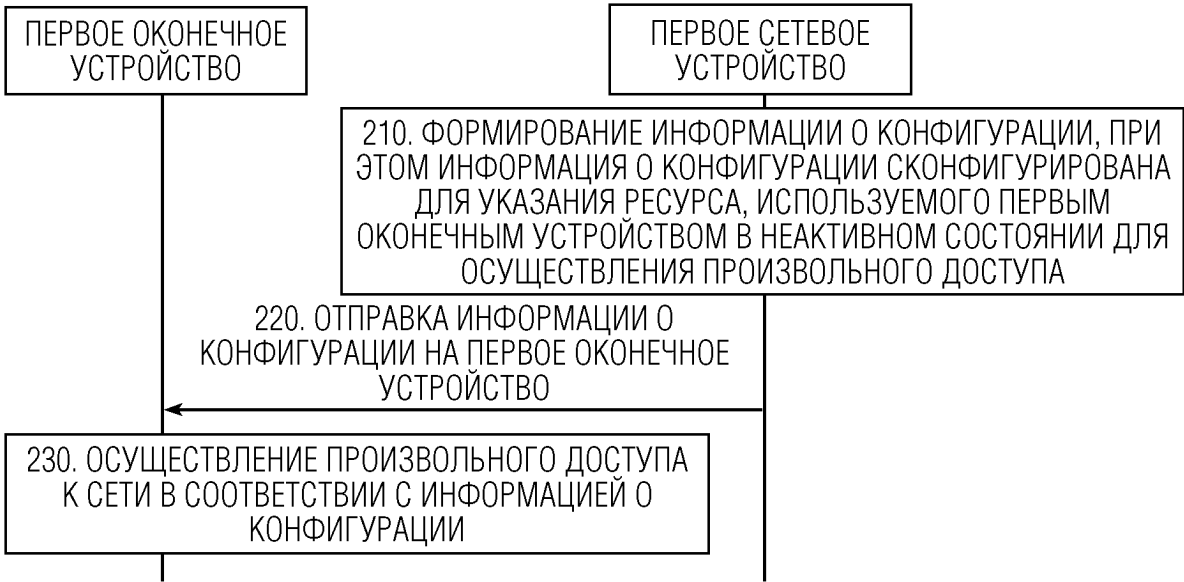 ПЕРВОЕ ОКОНЕЧНОЕ
УСТРОЙСТВО
ПЕРВОЕ СЕТЕВОЕ
УСТРОЙСТВО
210. ФОРМИРОВАНИЕ ИНФОРМАЦИИ О КОНФИГУРАЦИИ, ПРИ
ЭТОМ ИНФОРМАЦИЯ О КОНФИГУРАЦИИ СКОНФИГУРИРОВАНА
ДЛЯ УКАЗАНИЯ РЕСУРСА, ИСПОЛЬЗУЕМОГО ПЕРВЫМ
ОКОНЕЧНЫМ УСТРОЙСТВОМ В НЕАКТИВНОМ СОСТОЯНИИ ДЛЯ
ОСУЩЕСТВЛЕНИЯ ПРОИЗВОЛЬНОГО ДОСТУПА
220. ОТПРАВКА ИНФОРМАЦИИ О
КОНФИГУРАЦИИ НА ПЕРВОЕ ОКОНЕЧНОЕ
УСТРОЙСТВО
230. ОСУЩЕСТВЛЕНИЕ ПРОИЗВОЛЬНОГО ДОСТУПА
К СЕТИ В СООТВЕТСТВИИ С ИНФОРМАЦИЕЙ О
КОНФИГУРАЦИИ